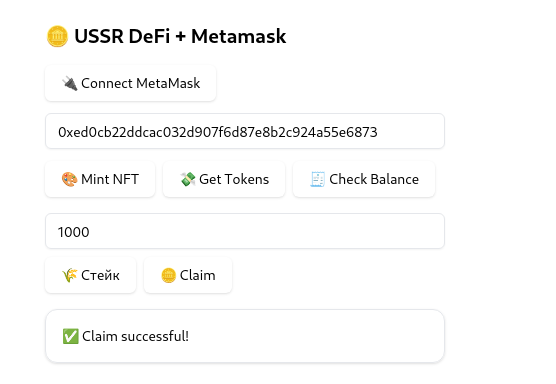 🪙 USSR DeFi + Metamask
🔌 Connect MetaMask
0xed0cb22ddcac032d907f6d87e8b2c924a55e6873
🎨 Mint NFT 💸 Get Tokens 🧾 Check Balance
1000
🌾 Стейк 🪙 Claim
✅ Claim successful!